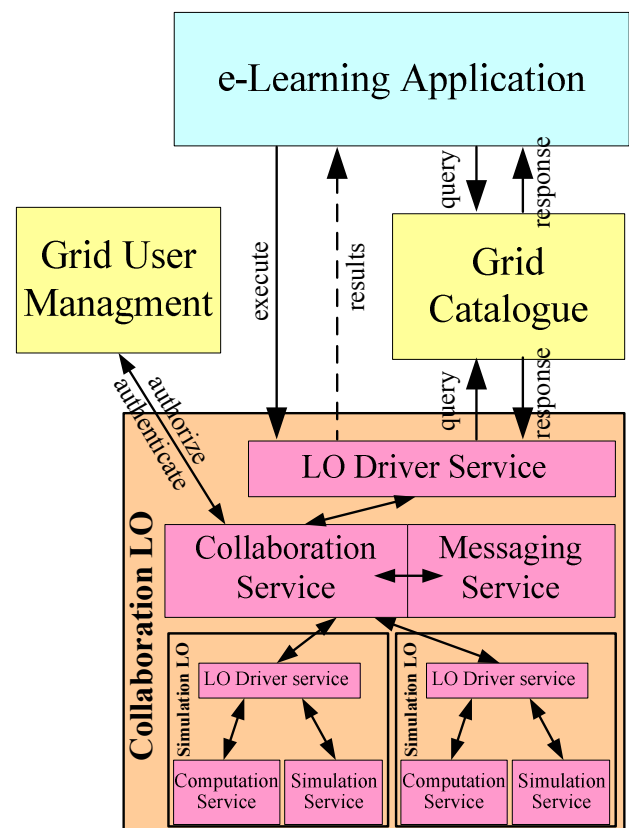 e-Learning Application
execute
results
query
response
Grid User
Managment
Grid
Catalogue
authorize
authenticate
query
response
Collaboration LO
LO Driver Service
Collaboration
Service
Messaging
Service
Simulation LO
LO Driver service
Computation
Service
Simulation
Service
Simulation LO
LO Driver service
Computation
Service
Simulation
Service